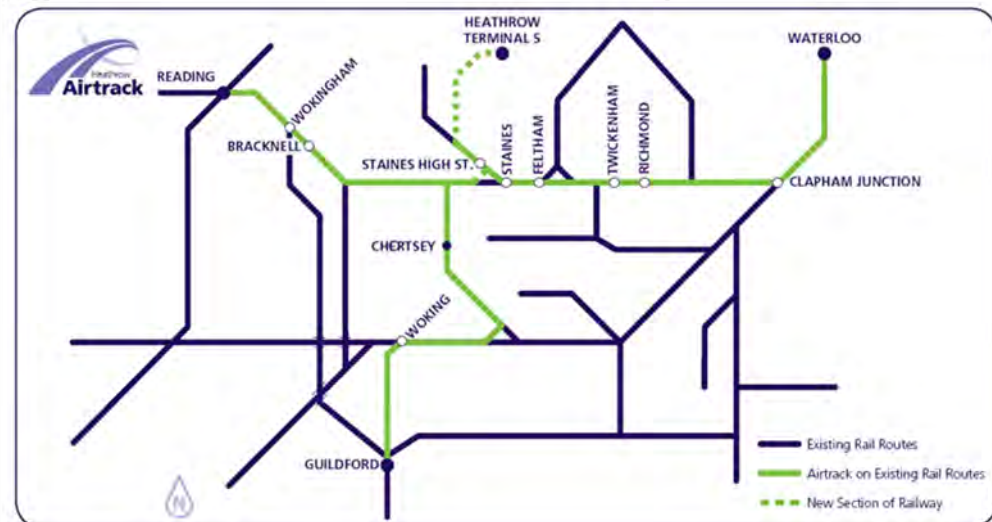 Heathrow
Airtrack
READING
WOKINGHAM
BRACKNELL
HEATHROW
TERMINAL 5
WATERLOO
STAINES HIGH ST.
STAINES
FELTHAM
TWICKENHAM
RICHMOND
CLAPHAM JUNCTION
CHERTSEY
WOKING
GUILDFORD
N
Existing Rail Routes
Airtrack on Existing Rail Routes
New Section of Railway